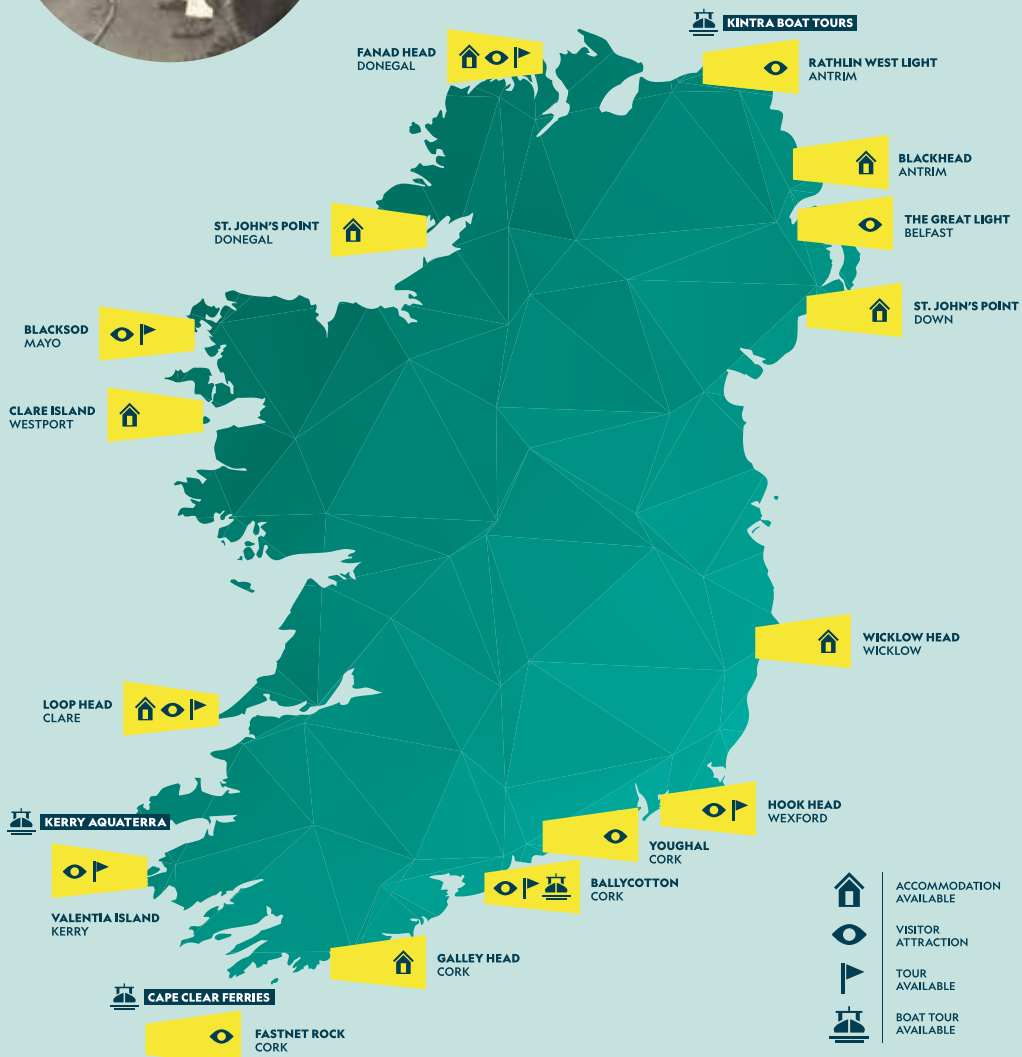 KINTRA BOAT TOURS
FANAD HEAD
DONEGAL
RATHLIN WEST LIGHT
ANTRIM
BLACKHEAD
ANTRIM
ST. JOHN'S POINT
DONEGAL
THE GREAT LIGHT
BELFAST
ST. JOHN'S POINT
DOWN
BLACKSOD
MAYO
CLARE ISLAND
WESTPORT
WICKLOW HEAD
WICKLOW
LOOP HEAD
CLARE
HOOK HEAD
WEXFORD
KERRY AQUATERRA
YOUGHAL
CORK
BALLYCOTTON
CORK
VALENTIA ISLAND
KERRY
GALLEY HEAD
CORK
CAPE CLEAR FERRIES
FASTNET ROCK
CORK
ACCOMMODATION
AVAILABLE
VISITOR
ATTRACTION
TOUR
AVAILABLE
BOAT TOUR
AVAILABLE